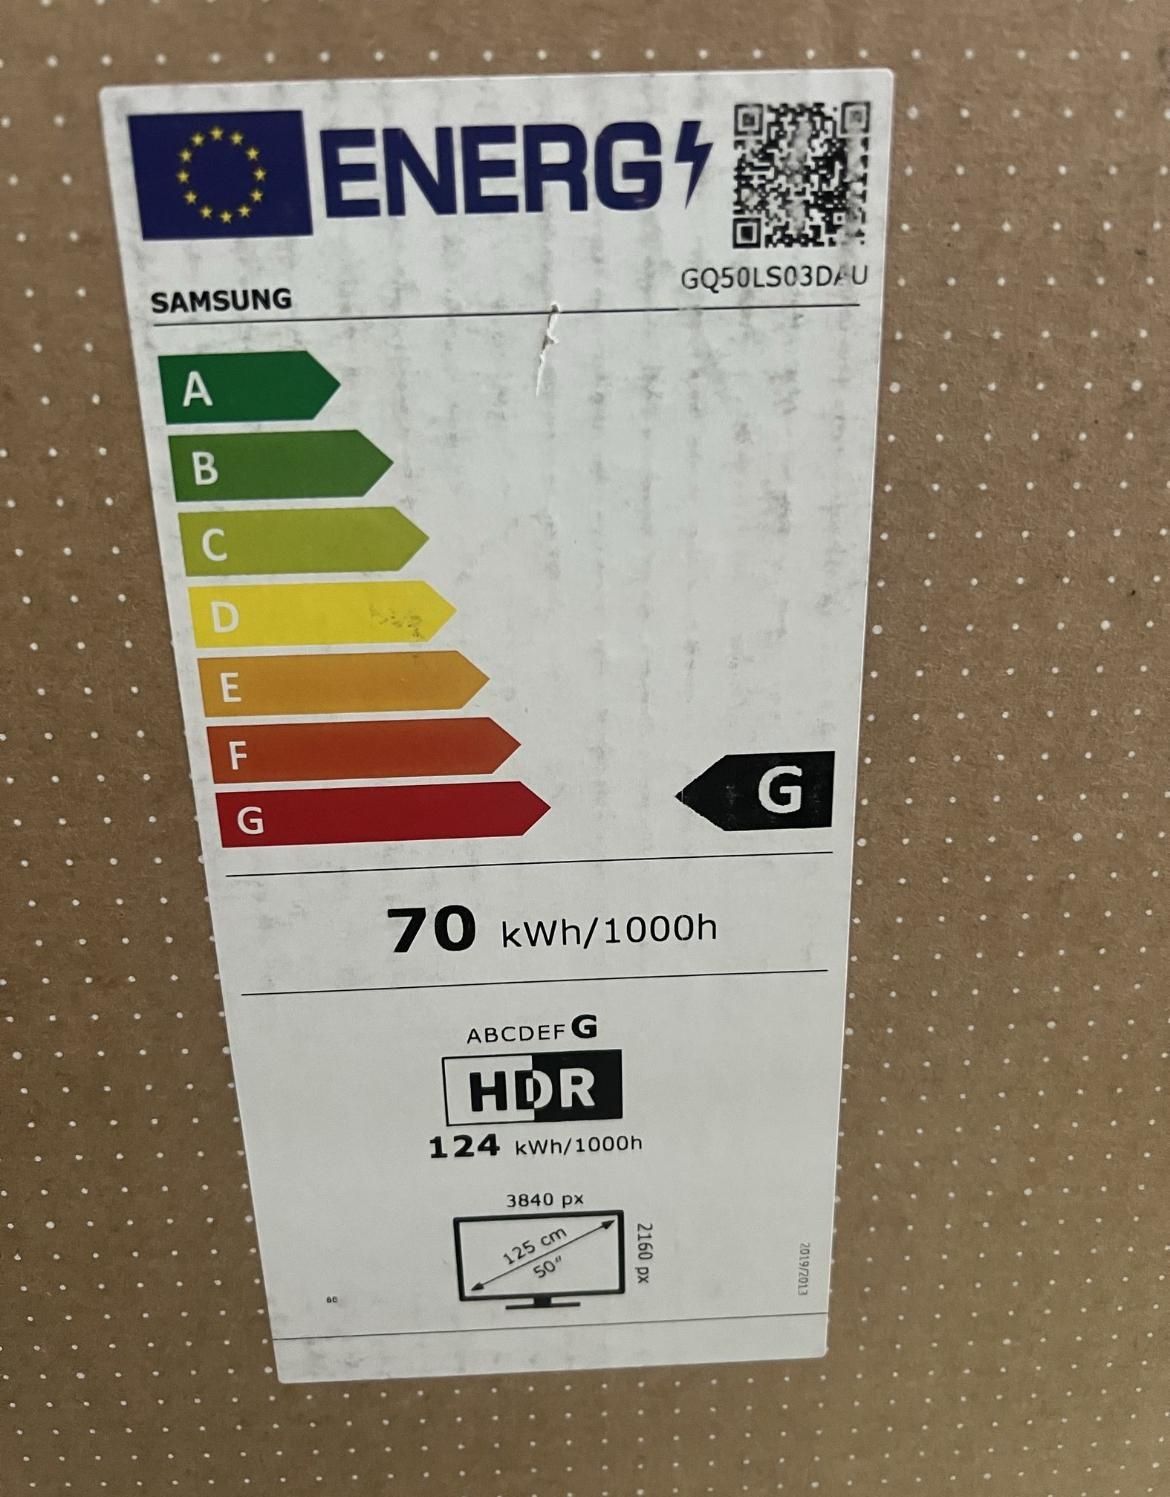 ENERG
GQ50LS03DAU
SAMSUNG
A
B
C
D
E
F
G
G
70 kWh/1000h
ABCDEFG
HDR
124 kWh/1000h
3840 px
125 cm
50"
2160 px
2019/2013